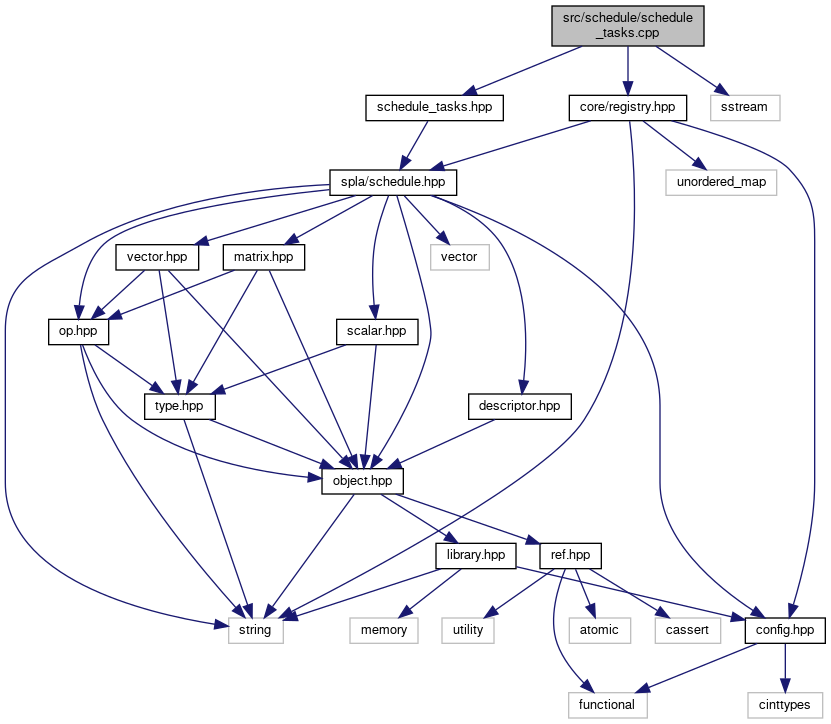 src/schedule/schedule
_tasks.cpp
schedule_tasks.hpp
core/registry.hpp
sstream
spla/schedule.hpp
unordered_map
vector.hpp
matrix.hpp
vector
op.hpp
scalar.hpp
type.hpp
descriptor.hpp
object.hpp
library.hpp
ref.hpp
string
memory
utility
atomic
cassert
config.hpp
functional
cinttypes